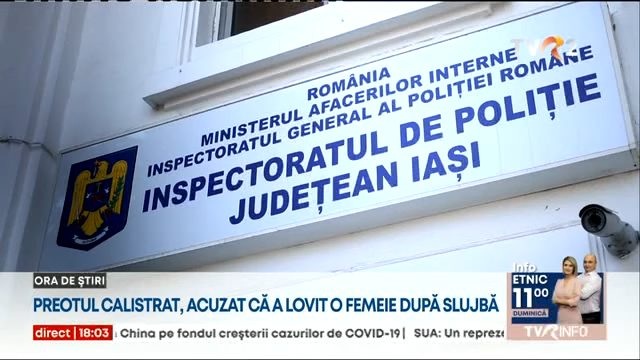 TVR
ROMÂNIA
MINISTERUL AFACERILOR INTERNE
INSPECTORATUL GENERAL AL POLIȚIEI ROMÂNE
INSPECTORATUL DE POLIȚIE
JUDEȚEAN IAȘI
ORA DE ȘTIRI
PREOTUL CALISTRAT, ACUZAT CĂ A LOVIT O FEMEIE DUPĂ SLUJBĂ
Info
ETNIC
11 00
DUMINICĂ
direct | 18:03
China pe fondul creșterii cazurilor de COVID-19 | SUA: Un repreze
TVR INFO